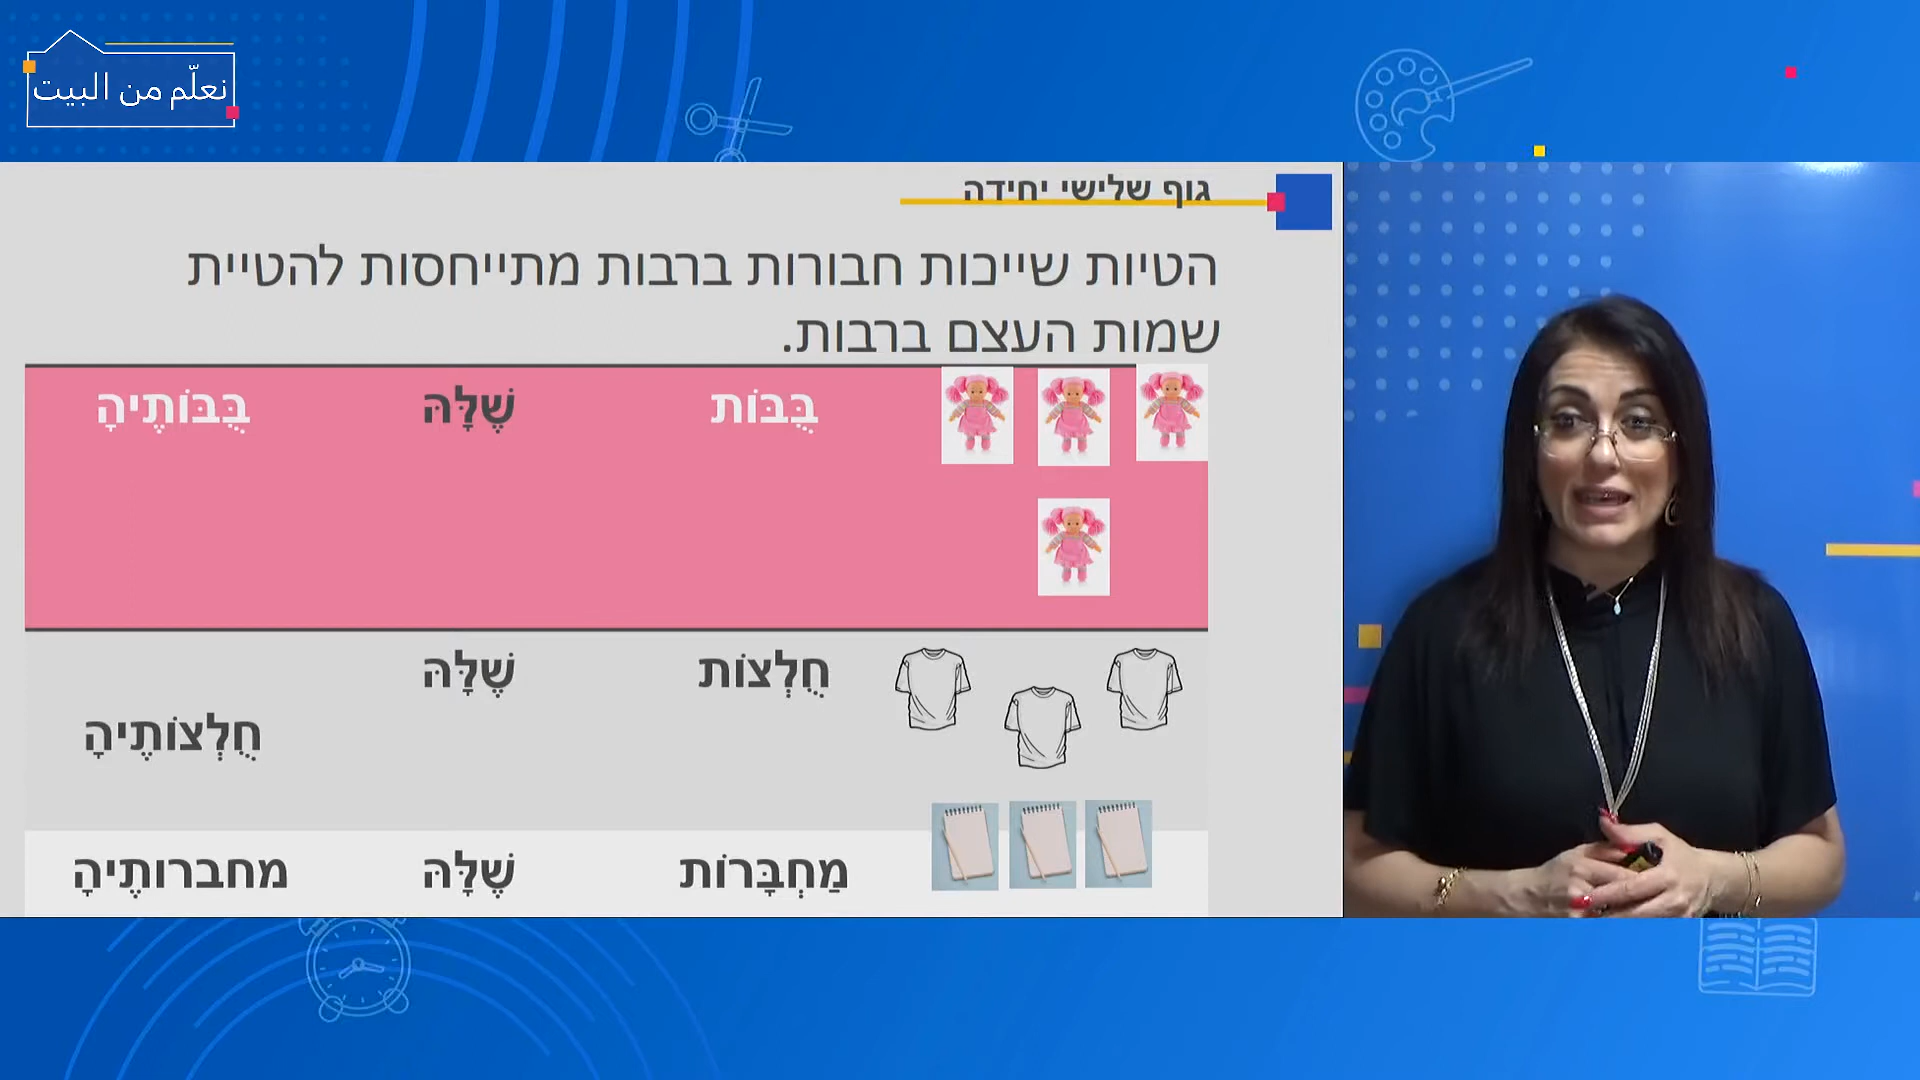 نعلّم من البيت
גוף שלישי יחידה
הטיות שייכות חבורות ברבות מתייחסות להטיית
שמות העצם ברבות.
בֻּבּוֹת שֶׁלָּהּ בֻּבּוֹתֶיהָ
חֻלְצוֹת שֶׁלָּהּ חֻלְצוֹתֶיהָ
מַחְבָּרוֹת שֶׁלָּהּ מחברותֶיהָ